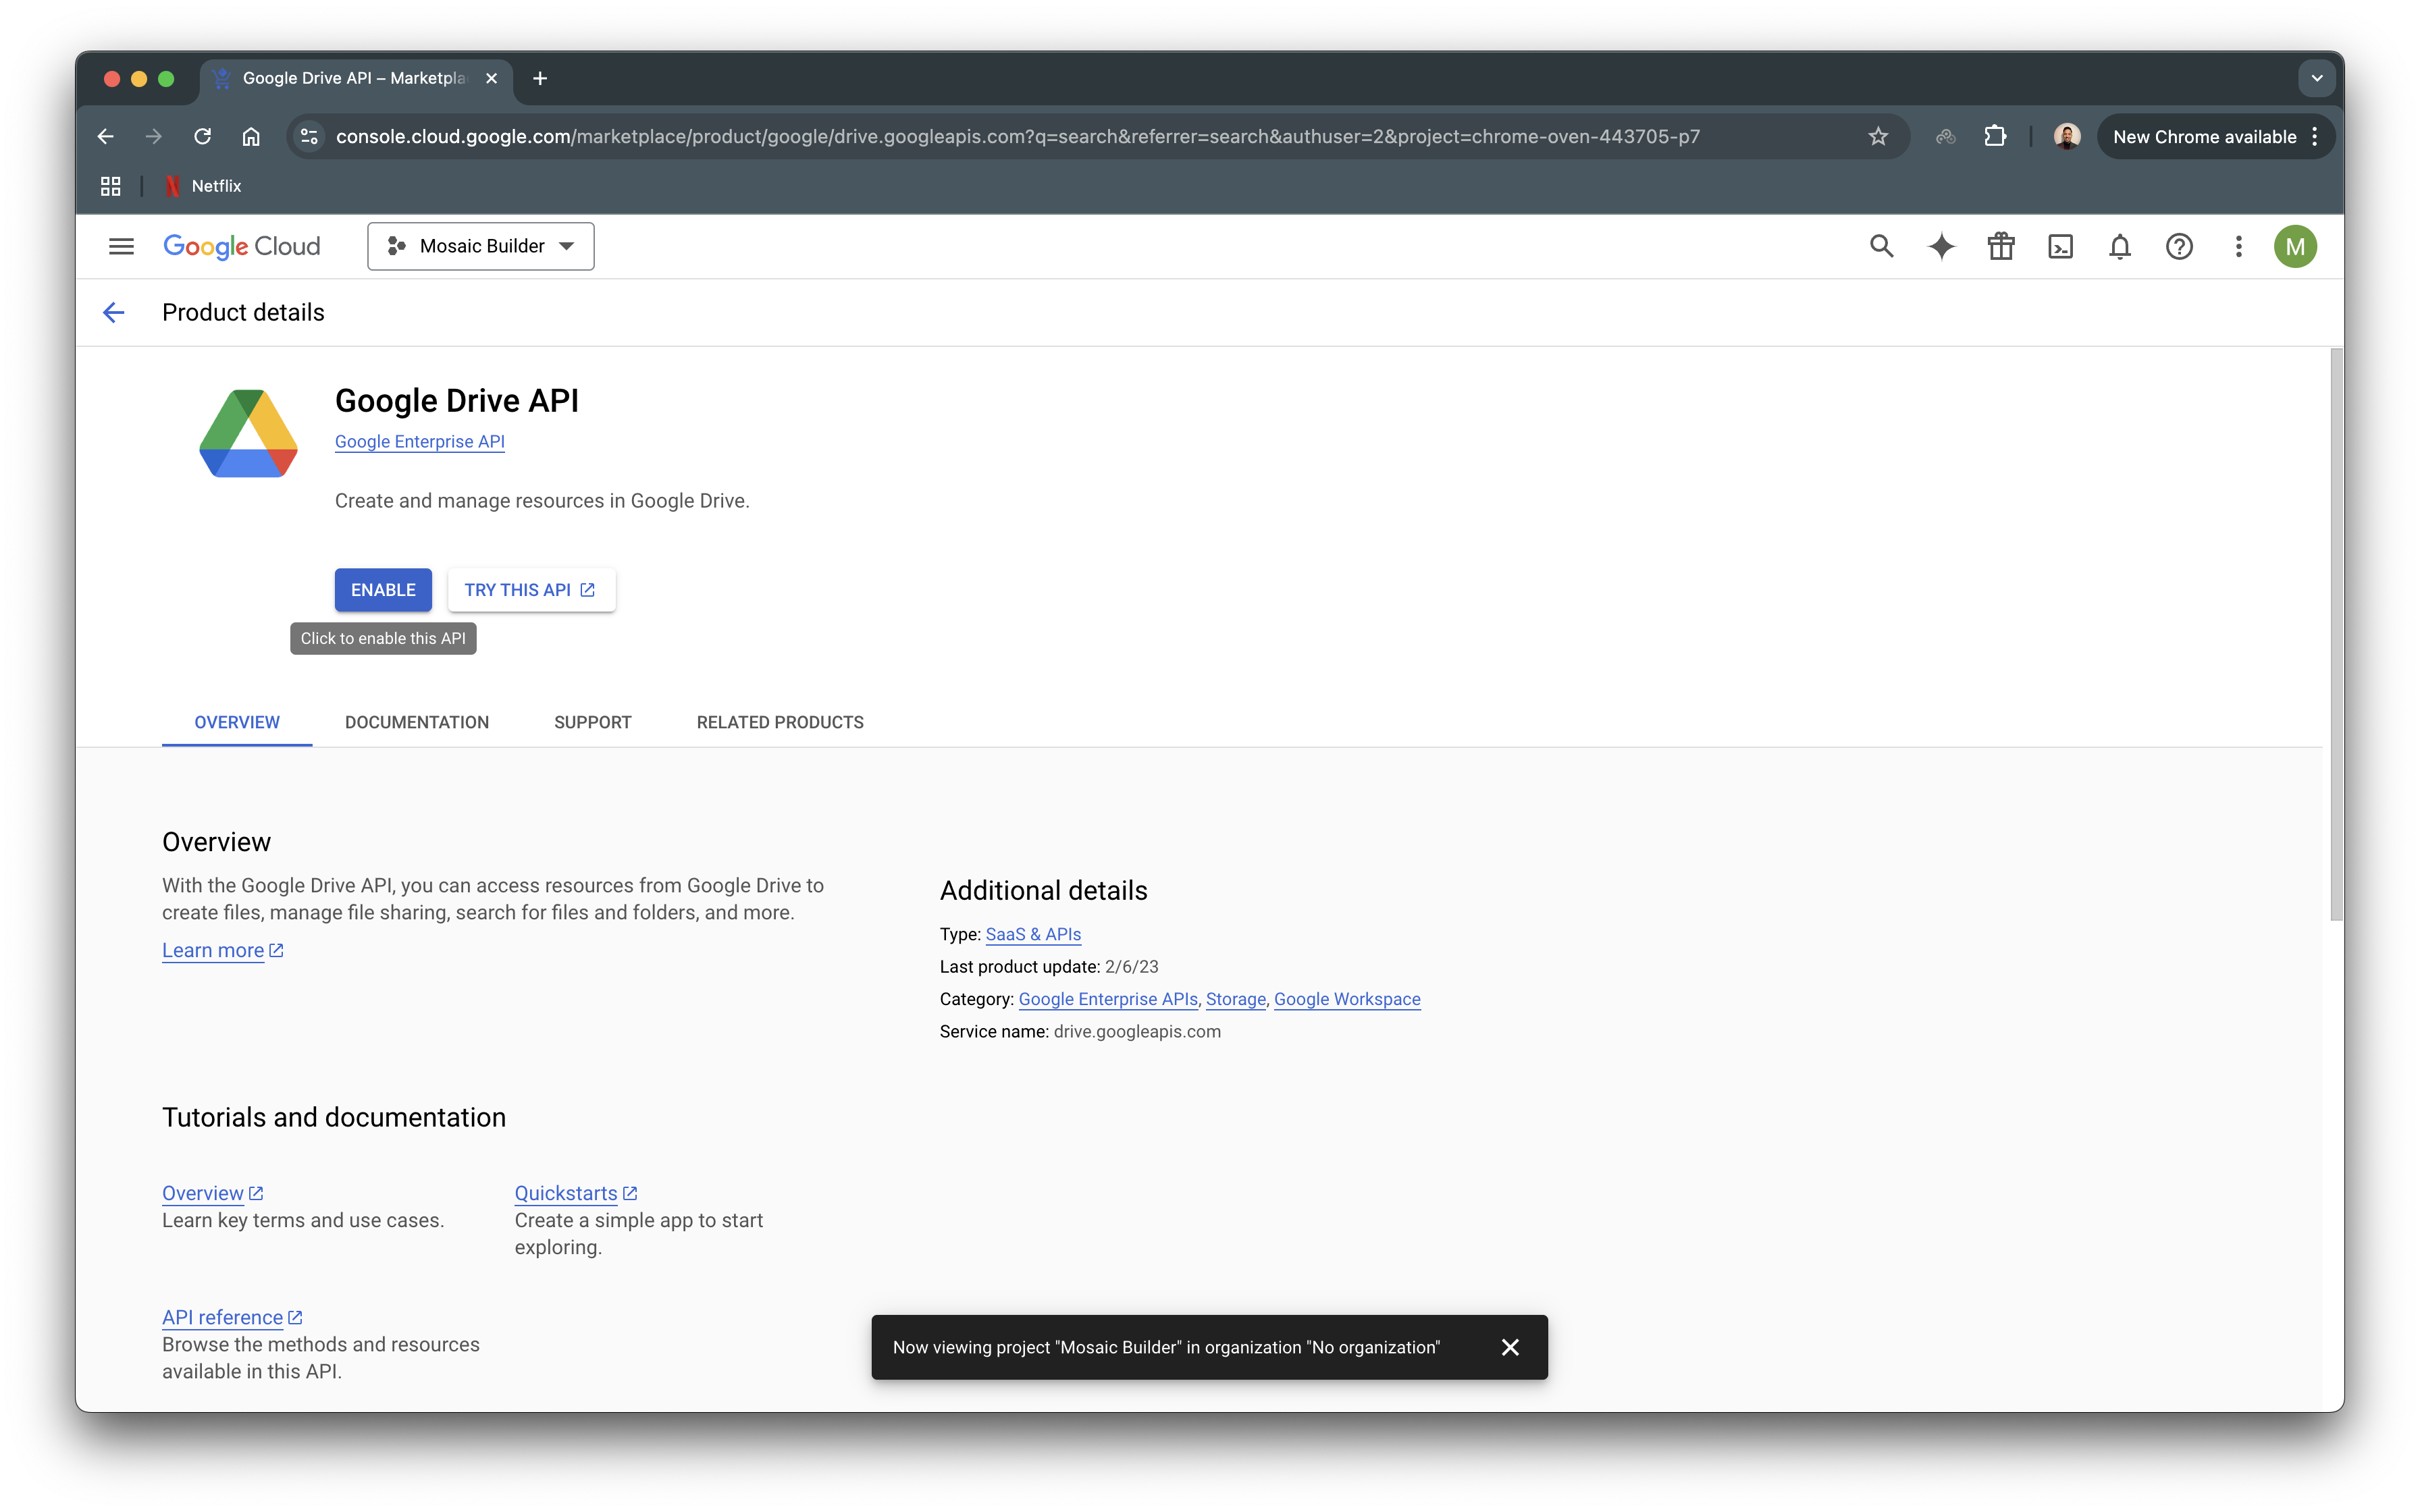 Google Drive API – Marketpla
console.cloud.google.com/marketplace/product/google/drive.googleapis.com?q=search&referrer=search&authuser=2&project=chrome-oven-443705-p7
New Chrome available
Netflix
Google Cloud
Mosaic Builder
M
Product details
Google Drive API
Google Enterprise API
Create and manage resources in Google Drive.
ENABLE
TRY THIS API
Click to enable this API
OVERVIEW
DOCUMENTATION
SUPPORT
RELATED PRODUCTS
Overview
With the Google Drive API, you can access resources from Google Drive to
create files, manage file sharing, search for files and folders, and more.
Learn more
Additional details
Type: SaaS & APIs
Last product update: 2/6/23
Category: Google Enterprise APIs, Storage, Google Workspace
Service name: drive.googleapis.com
Tutorials and documentation
Overview
Learn key terms and use cases.
Quickstarts
Create a simple app to start
exploring.
API reference
Browse the methods and resources
available in this API.
Now viewing project "Mosaic Builder" in organization "No organization"